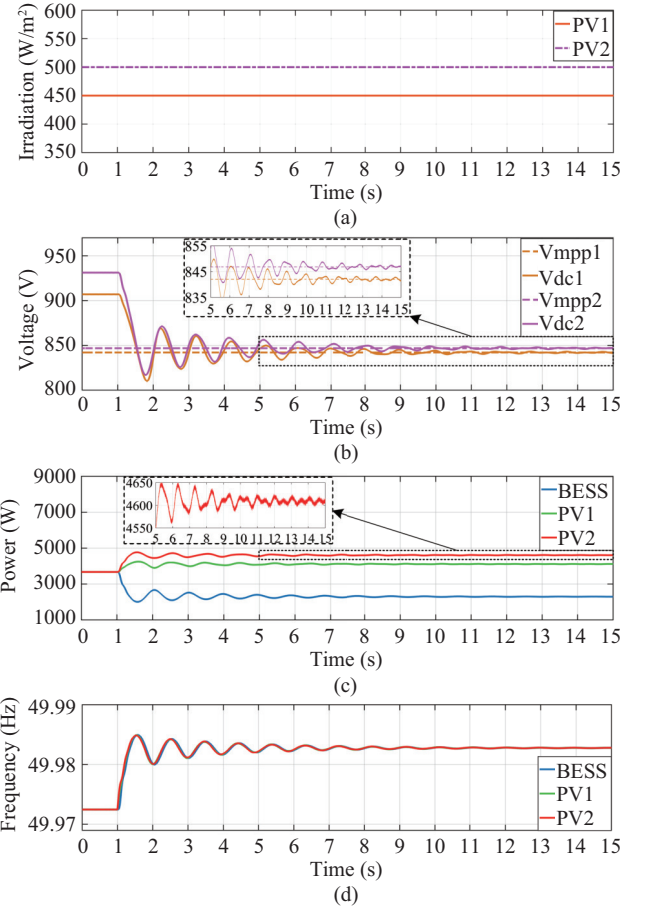 600
550
500
450
400
350
Irradiation (W/m²)
PV1
PV2
0 1 2 3 4 5 6 7 8 9 10 11 12 13 14 15
Time (s)
(a)
950
900
850
800
Voltage (V)
855
845
835
5 6 7 8 9 10 11 12 13 14 15
Vmpp1
Vdc1
Vmpp2
Vdc2
0 1 2 3 4 5 6 7 8 9 10 11 12 13 14 15
Time (s)
(b)
9000
7000
5000
3000
1000
Power (W)
4650
4600
4550
5 6 7 8 9 10 11 12 13 14 15
BESS
PV1
PV2
0 1 2 3 4 5 6 7 8 9 10 11 12 13 14 15
Time (s)
(c)
49.99
49.98
49.97
Frequency (Hz)
BESS
PV1
PV2
0 1 2 3 4 5 6 7 8 9 10 11 12 13 14 15
Time (s)
(d)